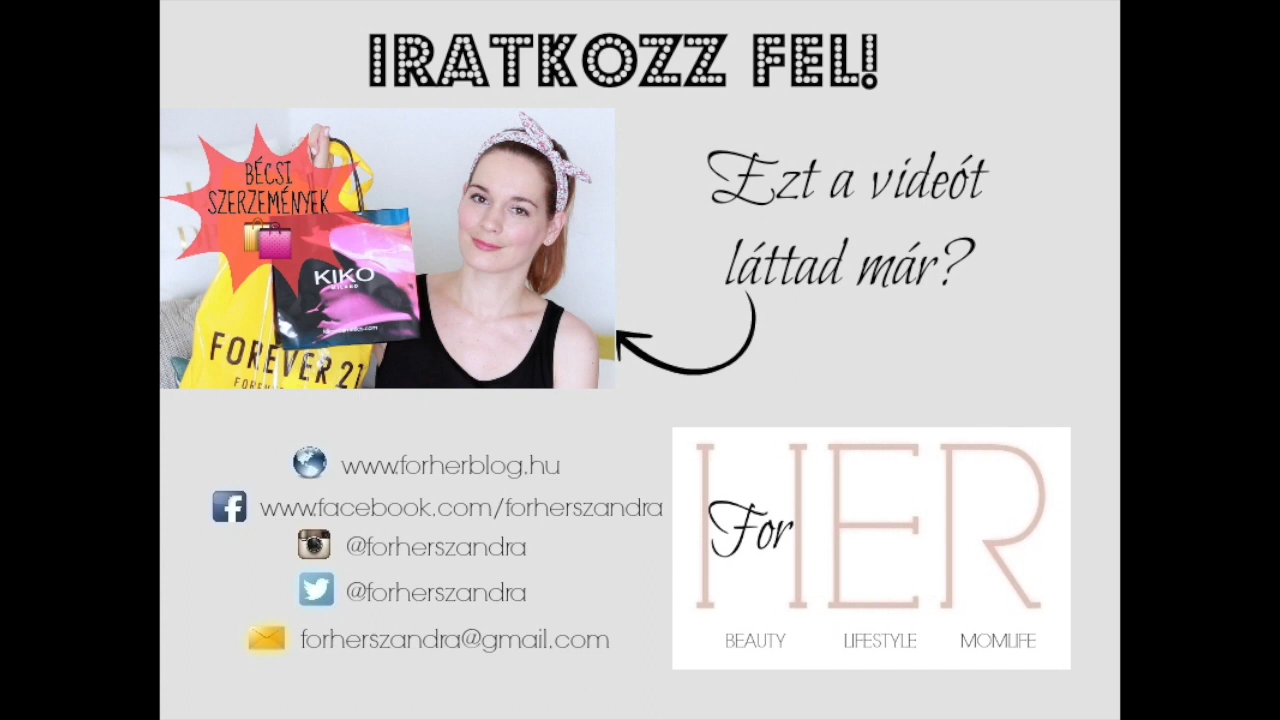 IRATKOZZ FEL!
BÉCSI
SZERZEMÉNYEK
KIKO
MILANO
FOREVER 21
Ezt a videót
láttad már?
www.forherblog.hu
www.facebook.com/forherszandra
@forherszandra
@forherszandra
forherszandra@gmail.com
For HER
BEAUTY LIFESTYLE MOMLIFE